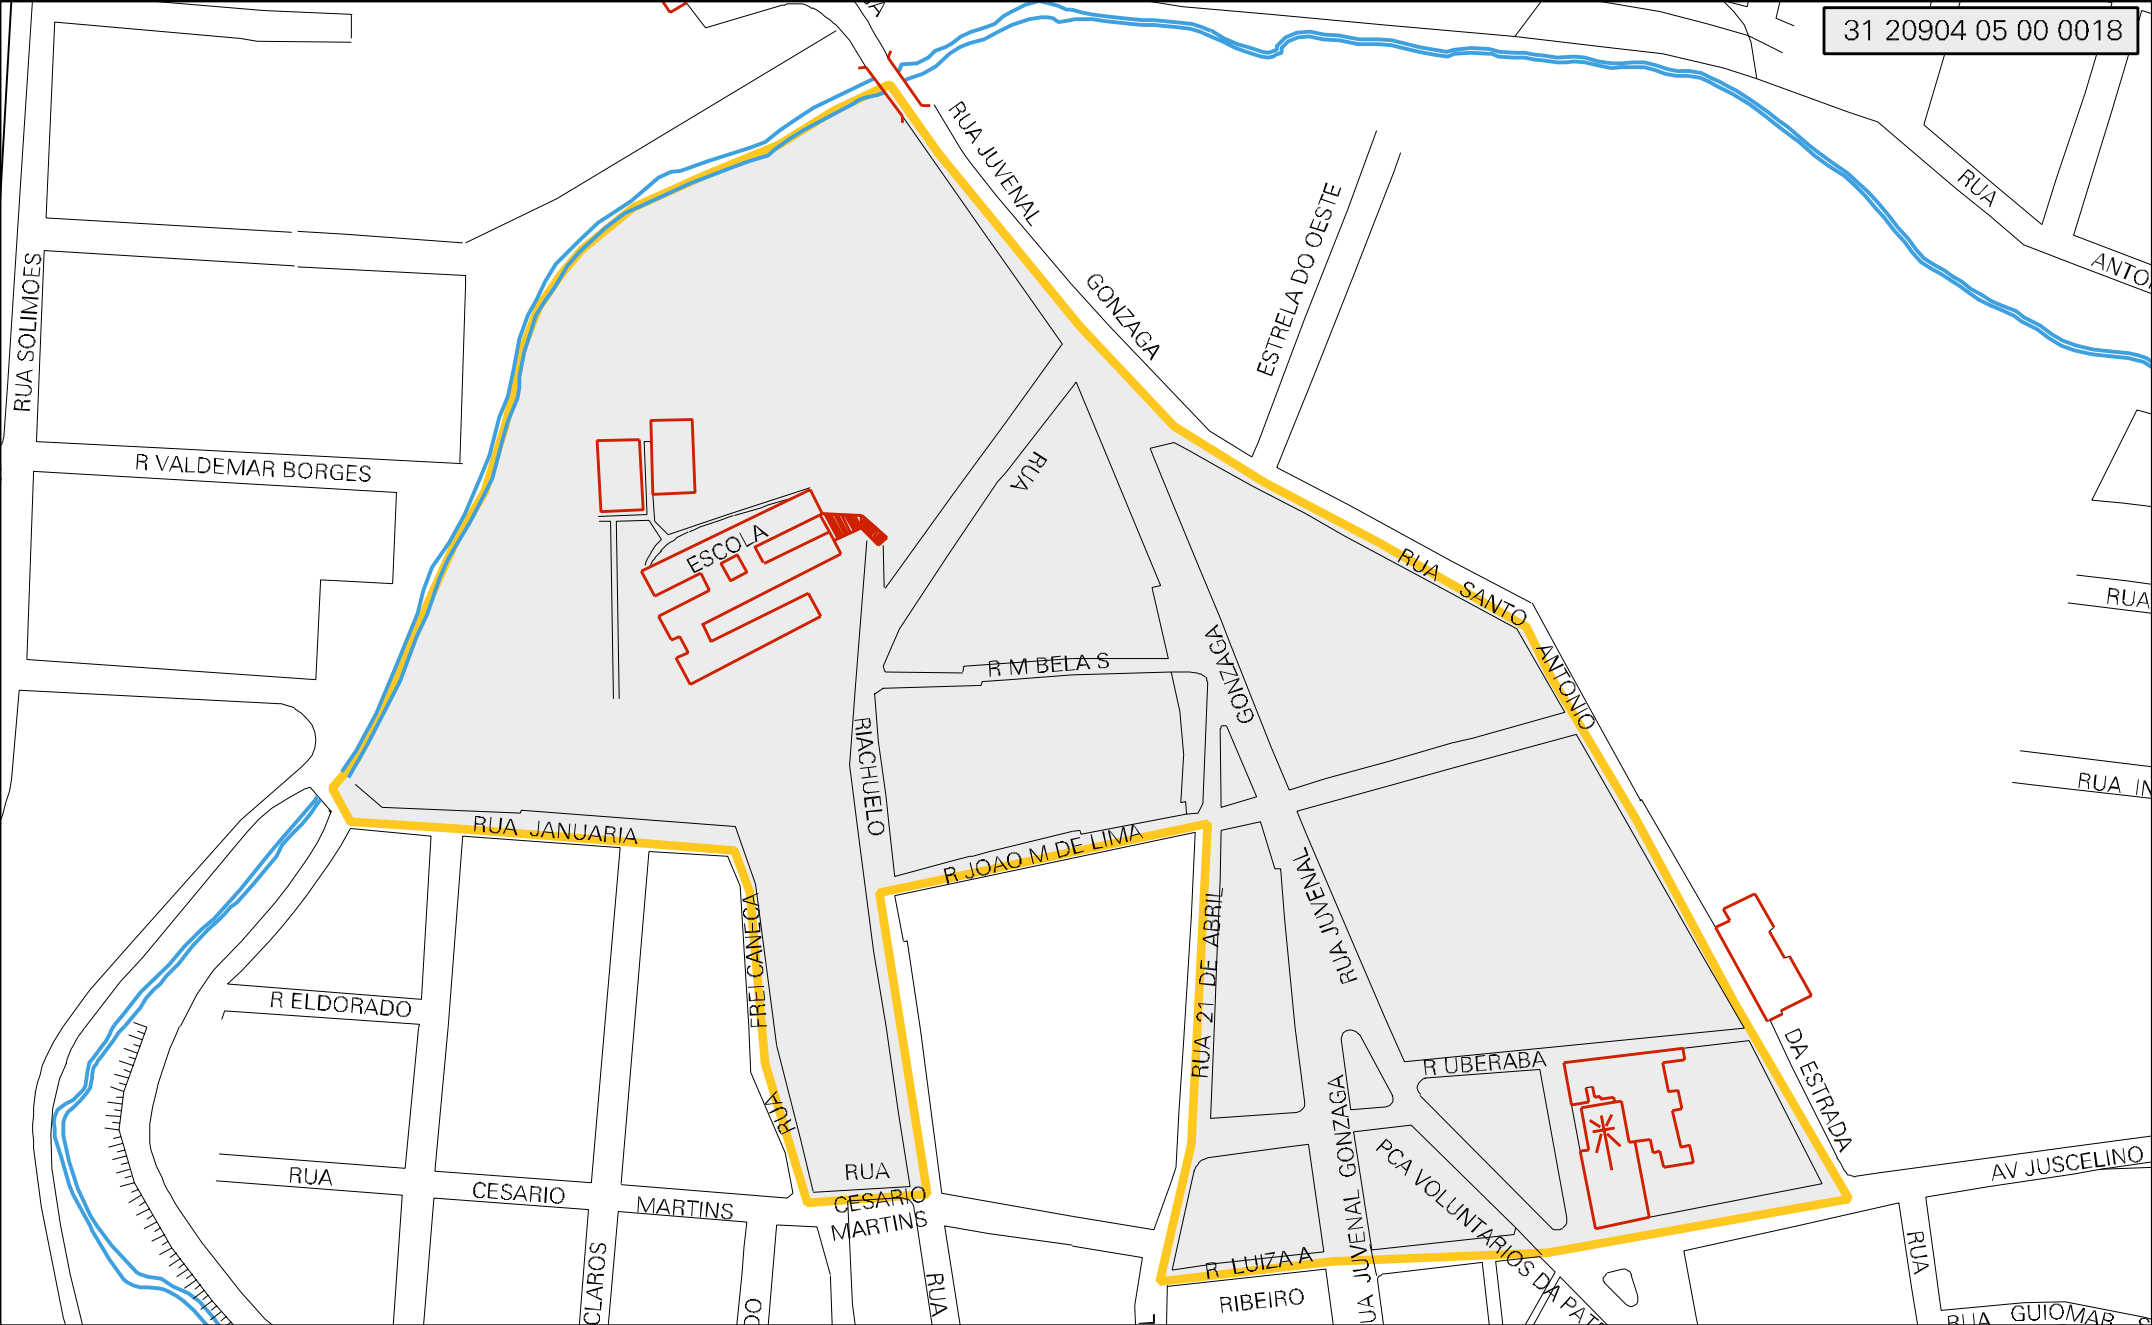 31 20904 05 00 0018
RUA JUVENAL
GONZAGA
ESTRELA DO OESTE
RUA
RUA SOLIMOES
R VALDEMAR BORGES
RUA
ESCOLA
RUA SANTO
ANTONIO
RUA
R M BELA S
GONZAGA
RIACHUELO
RUA
RUA JANUARIA
R JOAO M DE LIMA
RUA JUVENAL
FREI CANECA
RUA
RUA 21 DE ABRIL
R ELDORADO
R UBERABA
DA ESTRADA
RUA
CESARIO
MARTINS
RUA
CESARIO
MARTINS
JUVENAL GONZAGA
PCA VOLUNTARIOS DA
AV JUSCELINO
R LUIZA A
RIBEIRO
CLAROS
RUA
RUA
RUA GUIOMAR